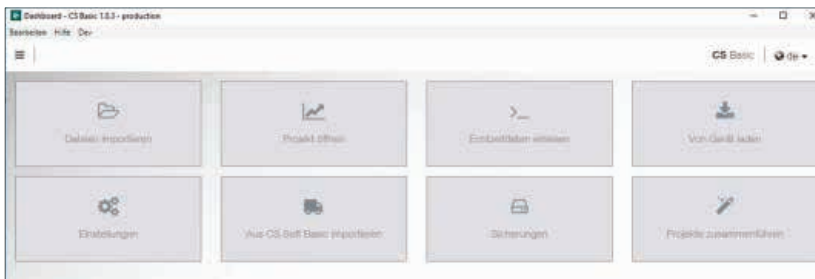 Dashboard - CS Basic 1.0.3 - production
Bearbeiten Hilfe Dev
CS Basic de
Dateien importieren
Projekt öffnen
Echtzeitdaten einlesen
Von Gerät laden
Einstellungen
Aus CS Soft Basic importieren
Sicherungen
Projekte zusammenführen